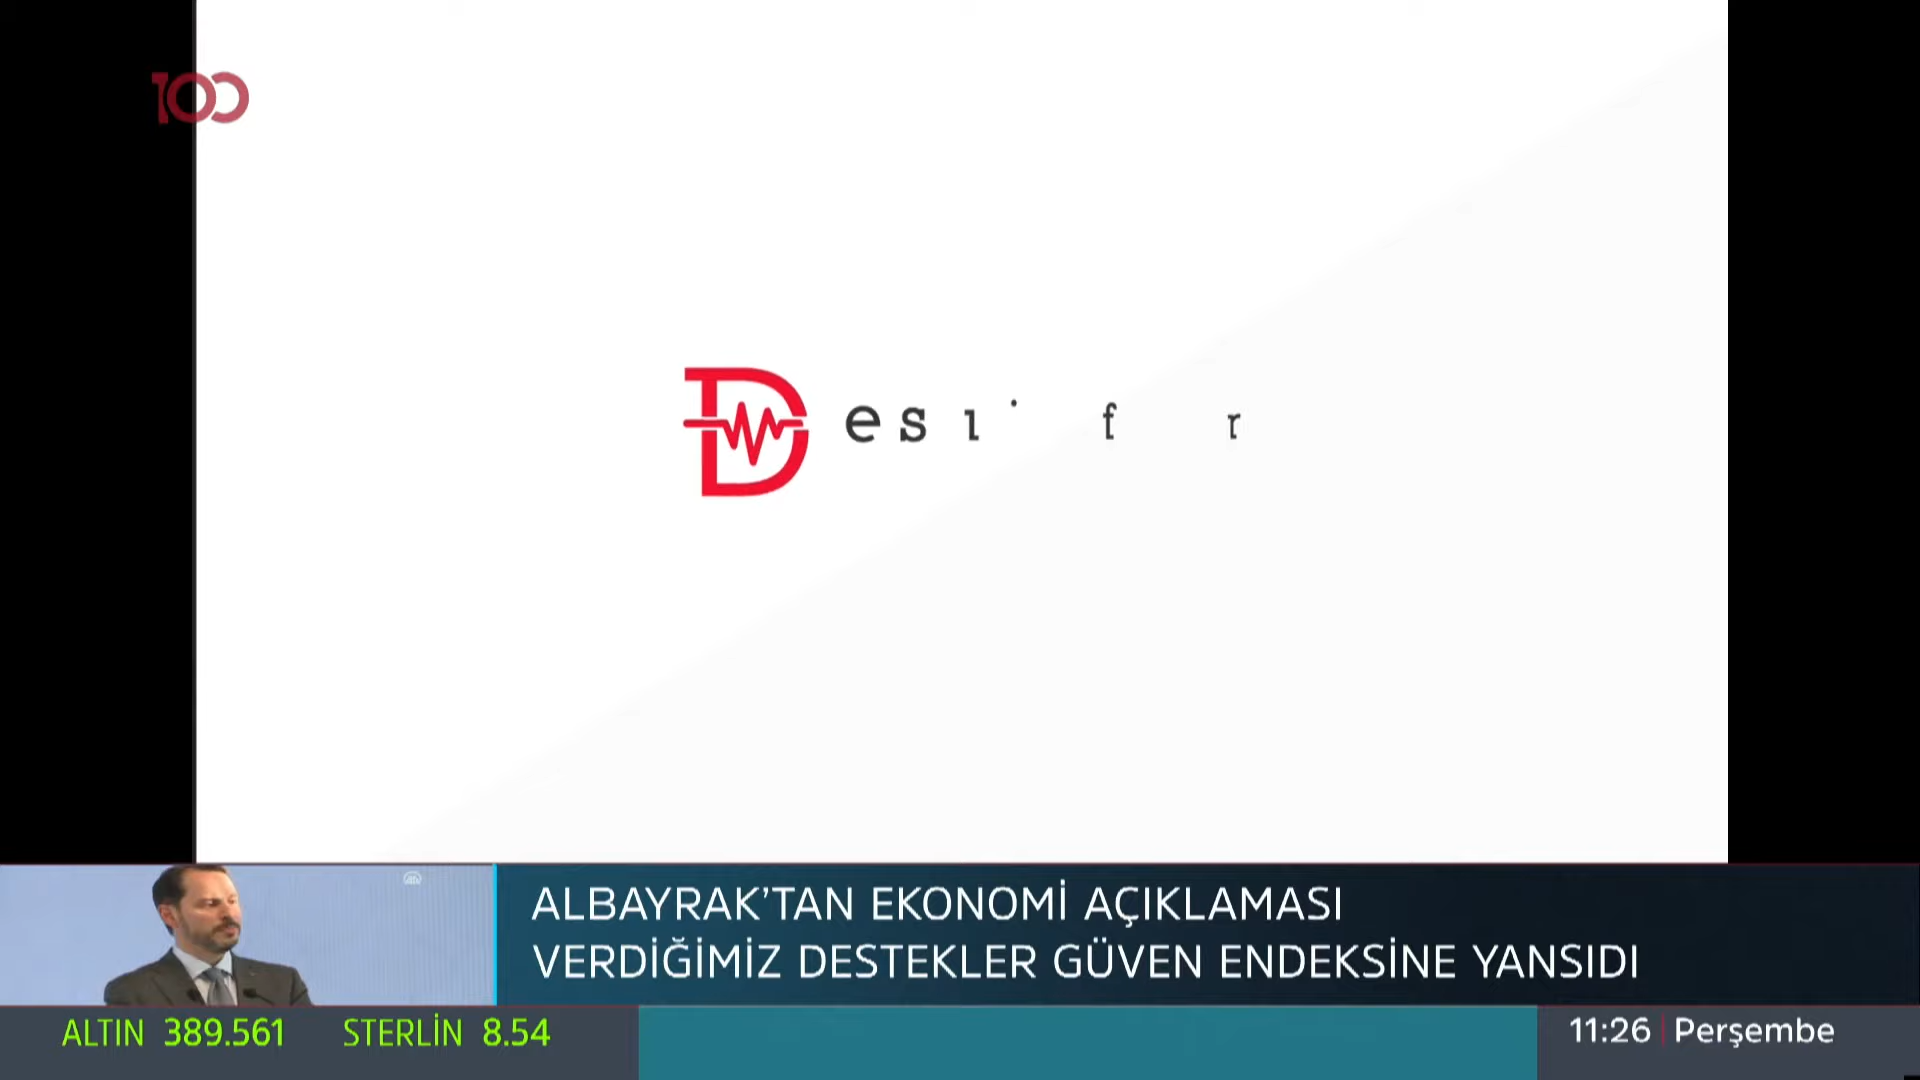 100
D e s ı ˙ f r
ALBAYRAK'TAN EKONOMİ AÇIKLAMASI
VERDİĞİMİZ DESTEKLER GÜVEN ENDEKSİNE YANSIDI
ALTIN 389.561 STERLİN 8.54
11:26 Perşembe